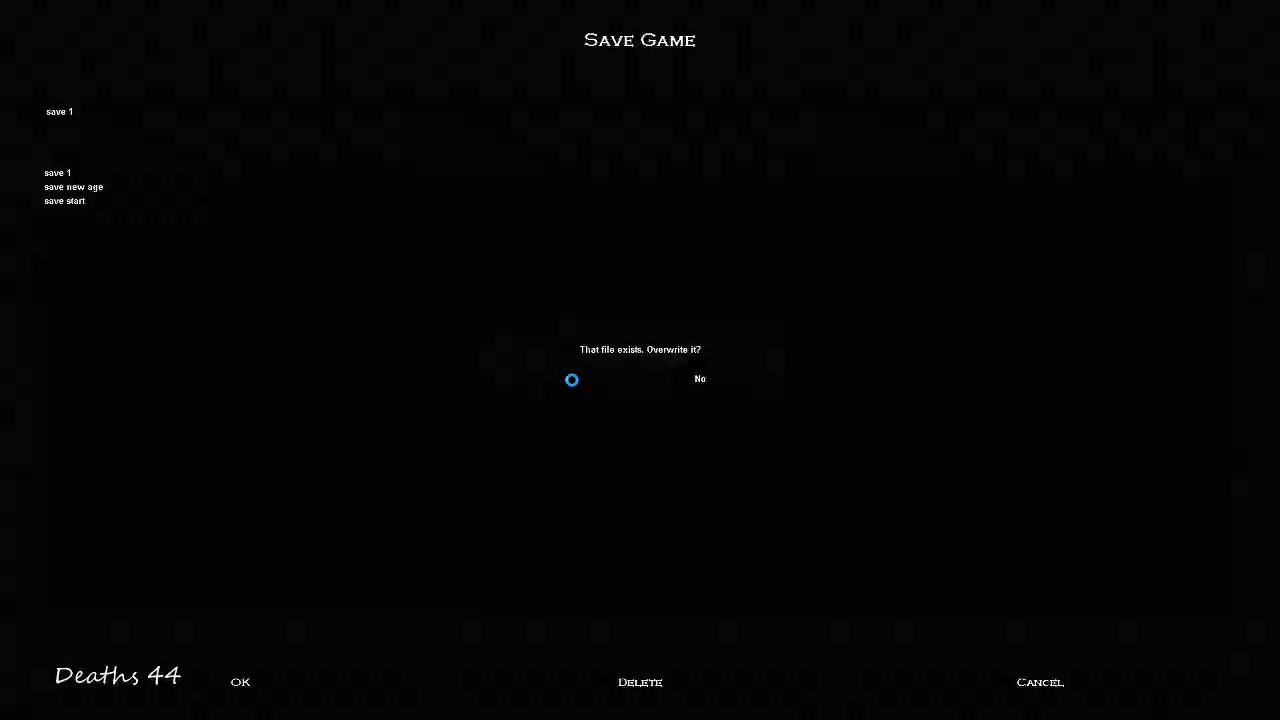 Save Game
save 1
save 1
save new age
save start
That file exists. Overwrite it?
No
Deaths 44
OK
Delete
Cancel